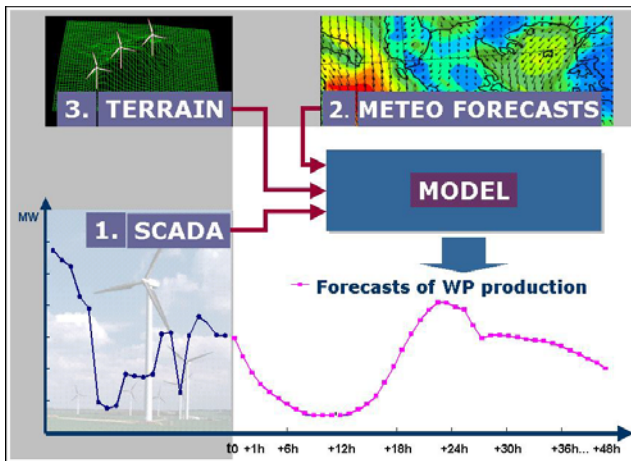 3. TERRAIN
2. METEO FORECASTS
MODEL
MW
1. SCADA
Forecasts of WP production
t0 +1h +6h +12h +18h +24h +30h +36h... +48h